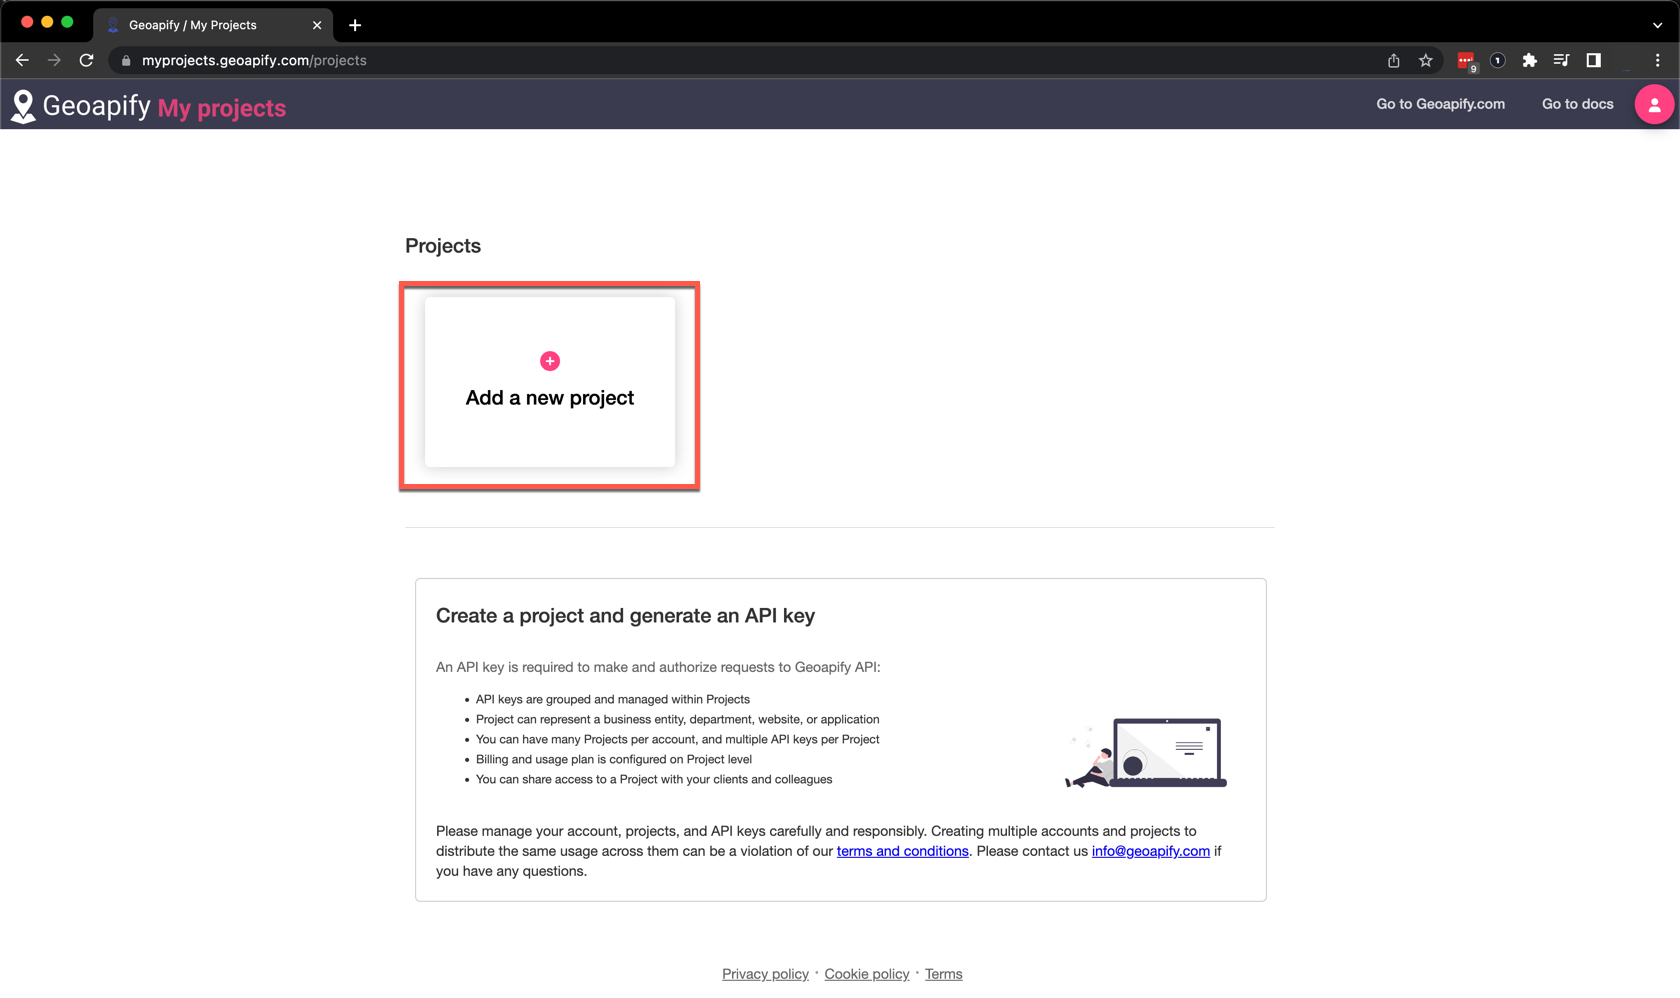 Geoapify / My Projects
myprojects.geoapify.com/projects
9
1
Geoapify My projects
Go to Geoapify.com
Go to docs
Projects
Add a new project
Create a project and generate an API key
An API key is required to make and authorize requests to Geoapify API:
• API keys are grouped and managed within Projects
• Project can represent a business entity, department, website, or application
• You can have many Projects per account, and multiple API keys per Project
• Billing and usage plan is configured on Project level
• You can share access to a Project with your clients and colleagues
Please manage your account, projects, and API keys carefully and responsibly. Creating multiple accounts and projects to
distribute the same usage across them can be a violation of our terms and conditions. Please contact us info@geoapify.com if
you have any questions.
Privacy policy · Cookie policy · Terms